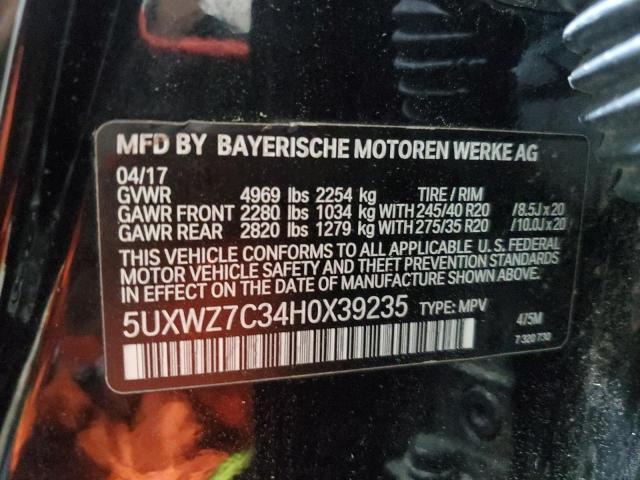 MFD BY BAYERISCHE MOTOREN WERKE AG
04/17
GVWR 4969 lbs 2254 kg TIRE / RIM
GAWR FRONT 2280 lbs 1034 kg WITH 245/40 R20 /8.5J x 20
GAWR REAR 2820 lbs 1279 kg WITH 275/35 R20 /10.0J x 20
THIS VEHICLE CONFORMS TO ALL APPLICABLE U. S. FEDERAL
MOTOR VEHICLE SAFETY AND THEFT PREVENTION STANDARDS
IN EFFECT ON THE DATE OF MANUFACTURE SHOWN ABOVE.
5UXWZ7C34H0X39235 TYPE: MPV 475M
7 320 730